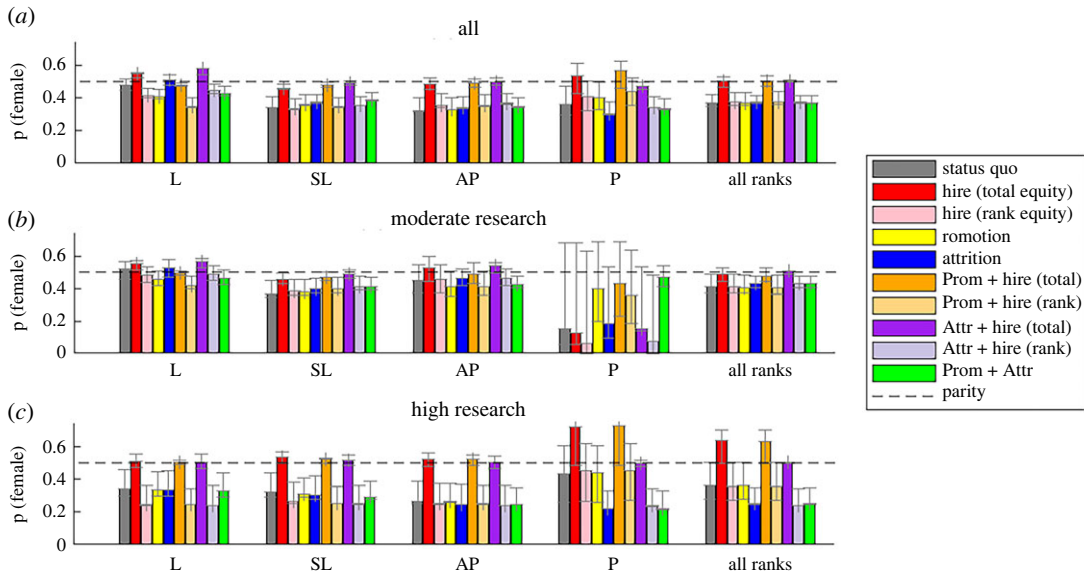 (a)
all
p (female)
0.6
0.4
0.2
0
L SL AP P all ranks
(b)
moderate research
p (female)
0.6
0.4
0.2
0
L SL AP P all ranks
(c)
high research
p (female)
0.6
0.4
0.2
0
L SL AP P all ranks
status quo
hire (total equity)
hire (rank equity)
romotion
attrition
Prom + hire (total)
Prom + hire (rank)
Attr + hire (total)
Attr + hire (rank)
Prom + Attr
parity